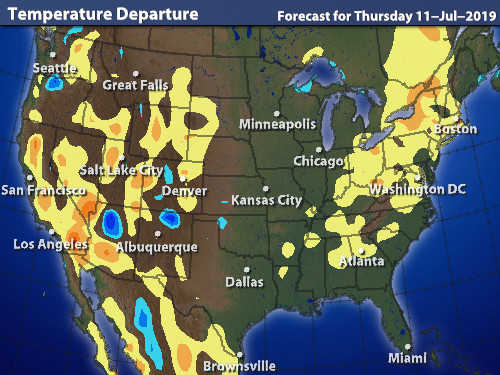 Temperature Departure
Forecast for Thursday 11-Jul-2019
Seattle
Great Falls
Minneapolis
Boston
Chicago
Salt Lake City
Denver
San Francisco
Washington DC
Kansas City
Los Angeles
Albuquerque
Atlanta
Dallas
Miami
Brownsville